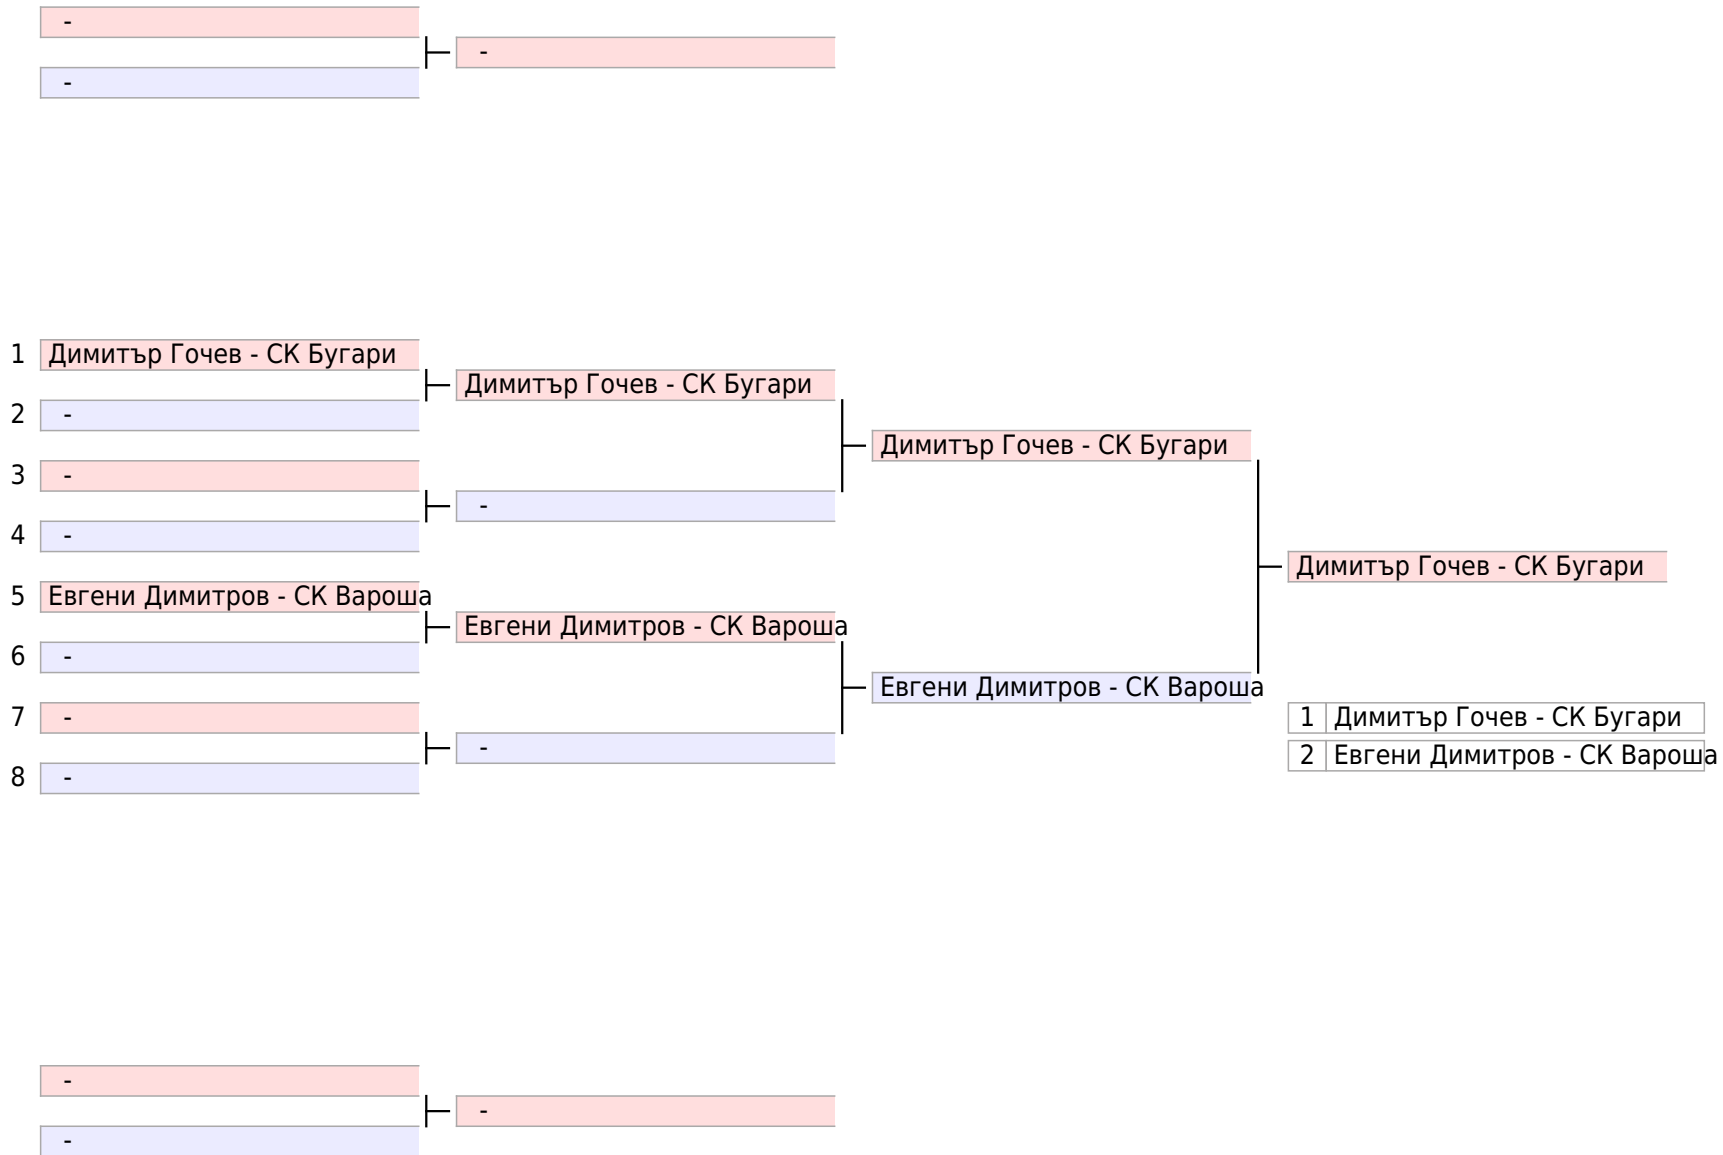 -
-
-
1 Димитър Гочев - СК Бугари
Димитър Гочев - СК Бугари
2 -
Димитър Гочев - СК Бугари
3 -
-
4 -
Димитър Гочев - СК Бугари
5 Евгени Димитров - СК Вароша
Евгени Димитров - СК Вароша
6 -
Евгени Димитров - СК Вароша
7 -
1 Димитър Гочев - СК Бугари
-
2 Евгени Димитров - СК Вароша
8 -
-
-
-